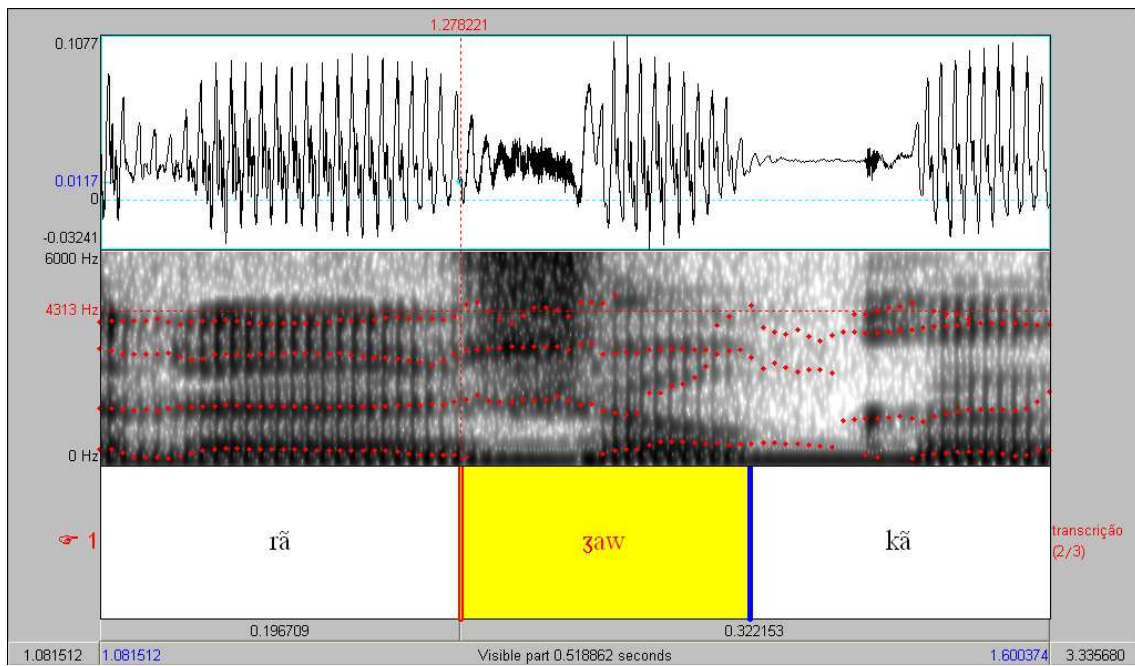 1.278221
0.1077
0.0117
0
-0.03241
6000 Hz
4313 Hz
0 Hz
☞ 1
rã
ʒaw
kã
transcrição
(2/3)
0.196709 0.322153
1.081512 1.081512 Visible part 0.518862 seconds 1.600374 3.335680